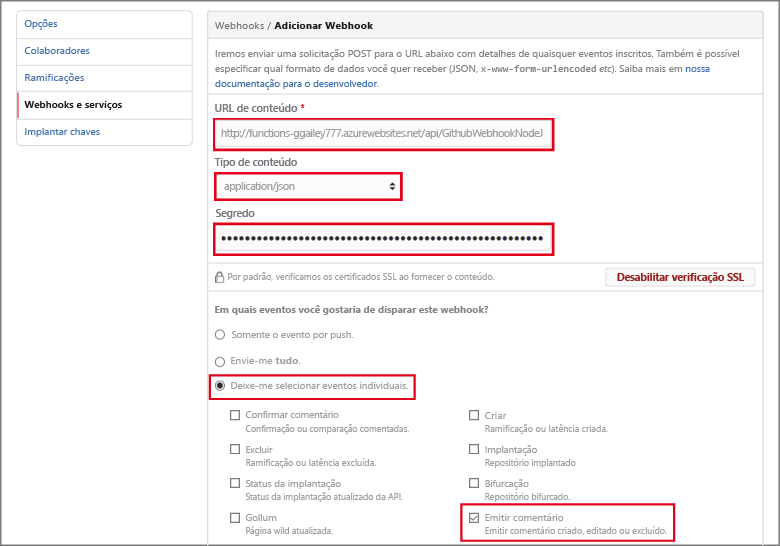 Opções
Colaboradores
Ramificações
Webhooks e serviços
Implantar chaves
Webhooks / Adicionar Webhook
Iremos enviar uma solicitação POST para o URL abaixo com detalhes de quaisquer eventos inscritos. Também é possível
especificar qual formato de dados você quer receber (JSON, x-www-form-urlencoded etc). Saiba mais em nossa
documentação para o desenvolvedor.
URL de conteúdo *
http://functions-ggailey777.azurewebsites.net/api/GithubWebhookNodeJ
Tipo de conteúdo
application/json
Segredo
Por padrão, verificamos os certificados SSL ao fornecer o conteúdo.
Desabilitar verificação SSL
Em quais eventos você gostaria de disparar este webhook?
Somente o evento por push.
Envie-me tudo.
Deixe-me selecionar eventos individuais.
Confirmar comentário
Confirmação ou comparação comentadas.
Criar
Ramificação ou latência criada.
Excluir
Ramificação ou latência excluída.
Implantação
Repositório implantado
Status da implantação
Status da implantação atualizado da API.
Bifurcação
Repositório bifurcado.
Gollum
Página wild atualizada.
Emitir comentário
Emitir comentário criado, editado ou excluído.